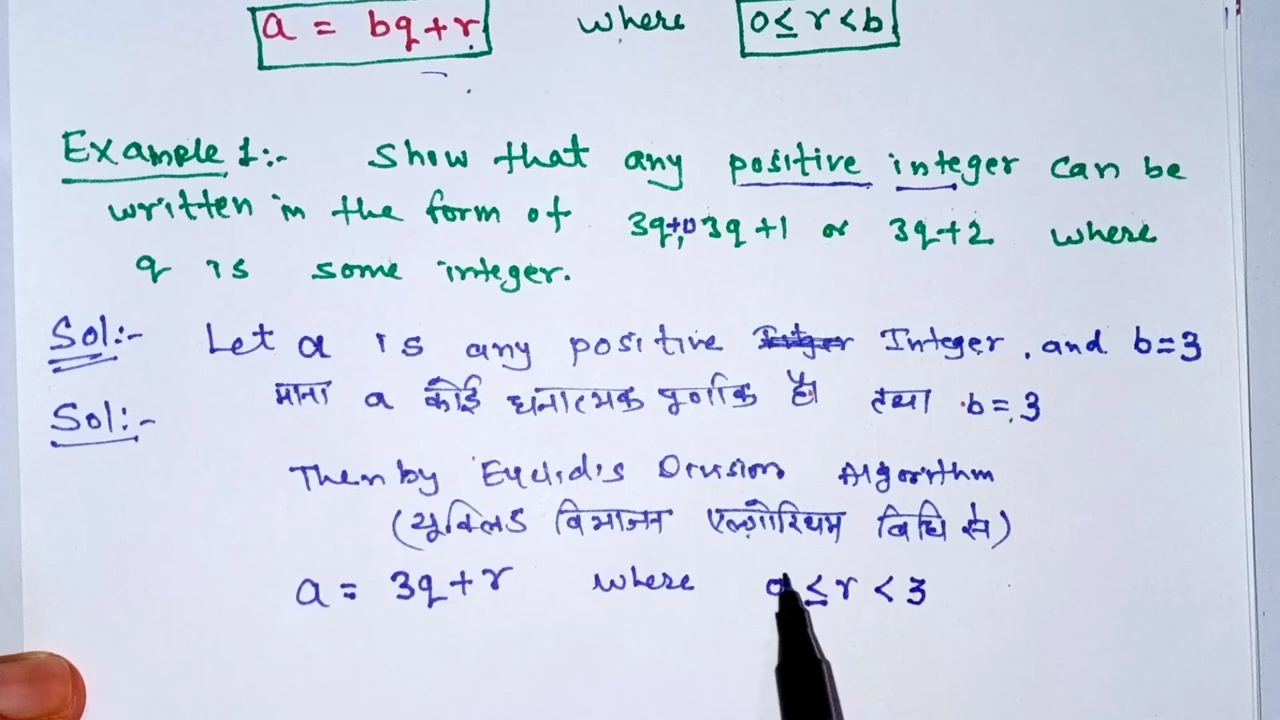 a = bq+r where 0≤r<b
Example 1:- Show that any positive integer can be
written in the form of 3q+0, 3q+1 or 3q+2 where
q is some integer.
Sol:- Let a is any positive Integer, and b=3
माना a कोई धनात्मक पूर्णांक है। तथा b=3
Sol:-
Then by Euclid's Division Algorithm
(यूक्लिड विभाजन एल्गोरिथम विधि से)
a = 3q+r where 0≤r<3